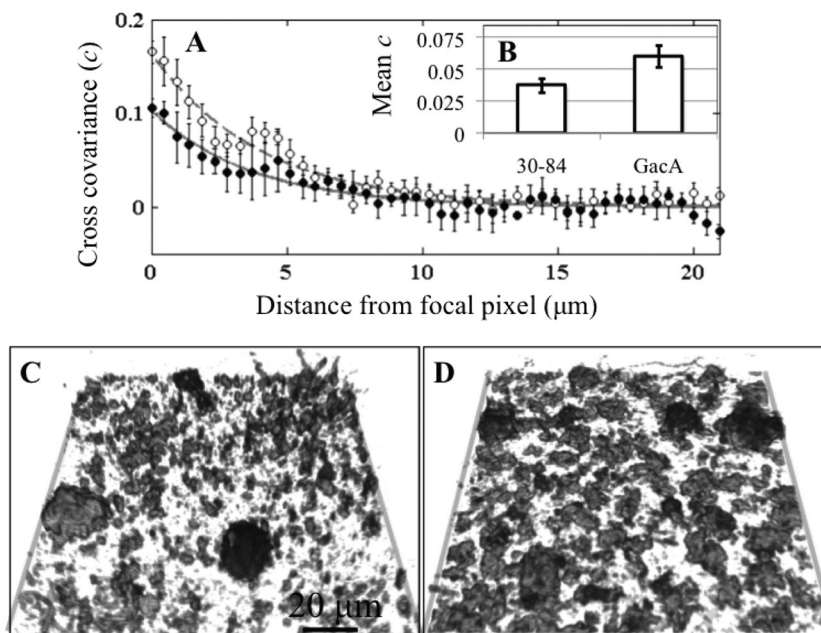 0.2
A
0.1
0
Cross covariance (c)
0
5
10
15
20
Distance from focal pixel (μm)
B
0.075
0.05
0.025
0
Mean c
30-84
GacA
C
20 μm
D